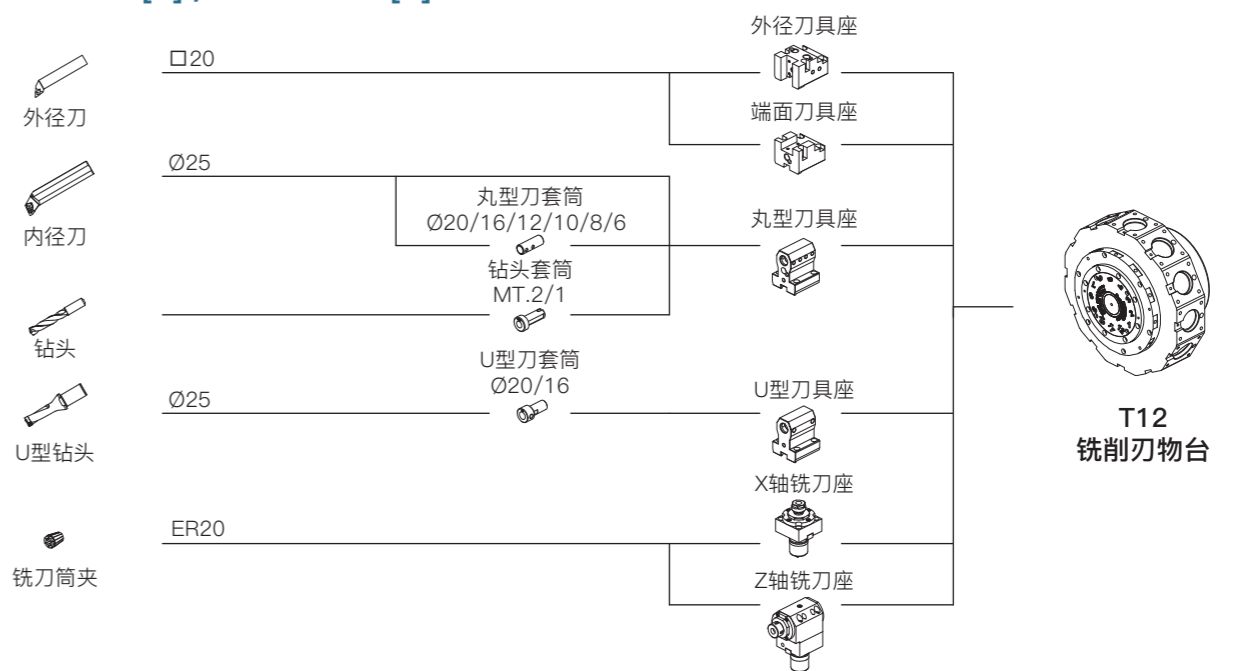 外径刀具座
□20
外径刀
端面刀具座
Ø25
丸型刀套筒
Ø20/16/12/10/8/6
丸型刀具座
内径刀
钻头套筒
MT.2/1
钻头
U型刀套筒
Ø20/16
U型刀具座
Ø25
T12
铣削刃物台
U型钻头
X轴铣刀座
ER20
铣刀筒夹
Z轴铣刀座